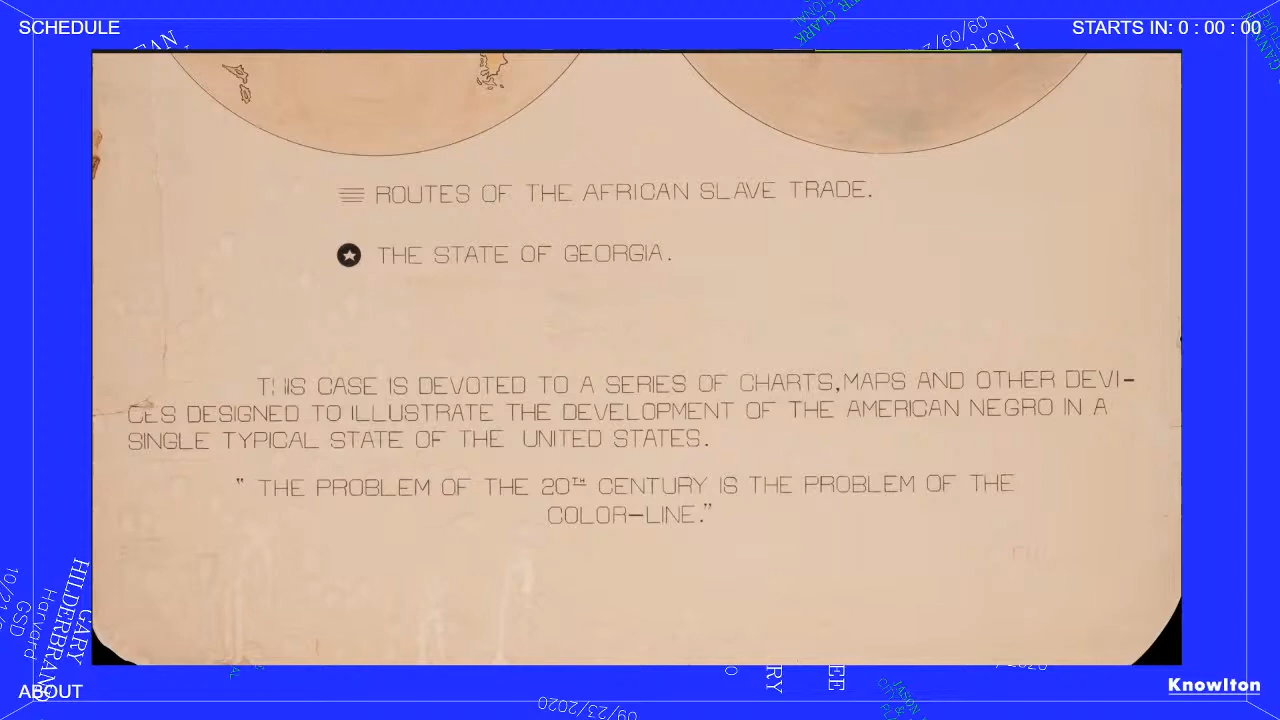 SCHEDULE
STARTS IN: 0 : 00 : 00
ROUTES OF THE AFRICAN SLAVE TRADE.
THE STATE OF GEORGIA.
THIS CASE IS DEVOTED TO A SERIES OF CHARTS, MAPS AND OTHER DEVI-
CES DESIGNED TO ILLUSTRATE THE DEVELOPMENT OF THE AMERICAN NEGRO IN A
SINGLE TYPICAL STATE OF THE UNITED STATES.
" THE PROBLEM OF THE 20TH CENTURY IS THE PROBLEM OF THE
COLOR-LINE."
GARY
HILDERBRAND
Harvard
GSD
ABOUT
09/23/2020
Knowlton